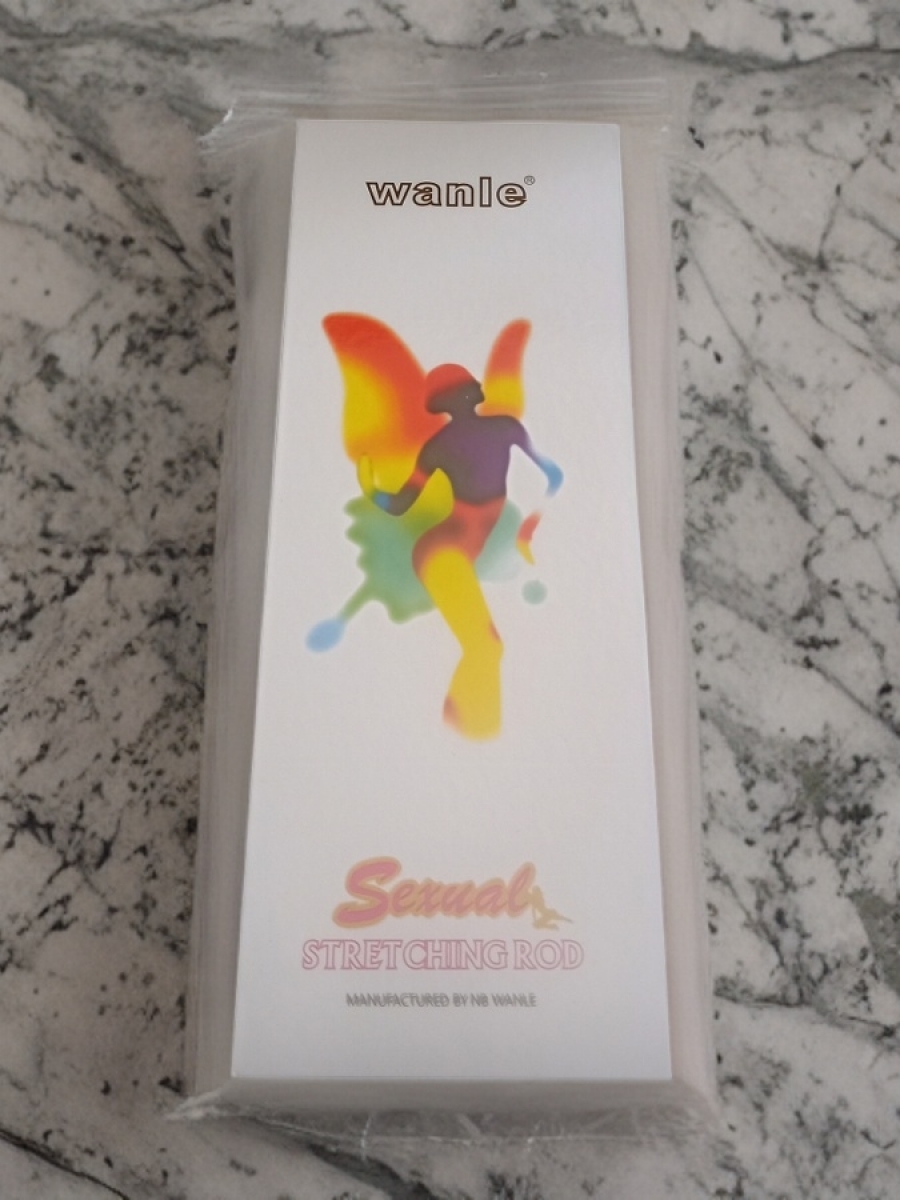 wanle®
Sexual
STRETCHING ROD
MANUFACTURED BY NB WANLE